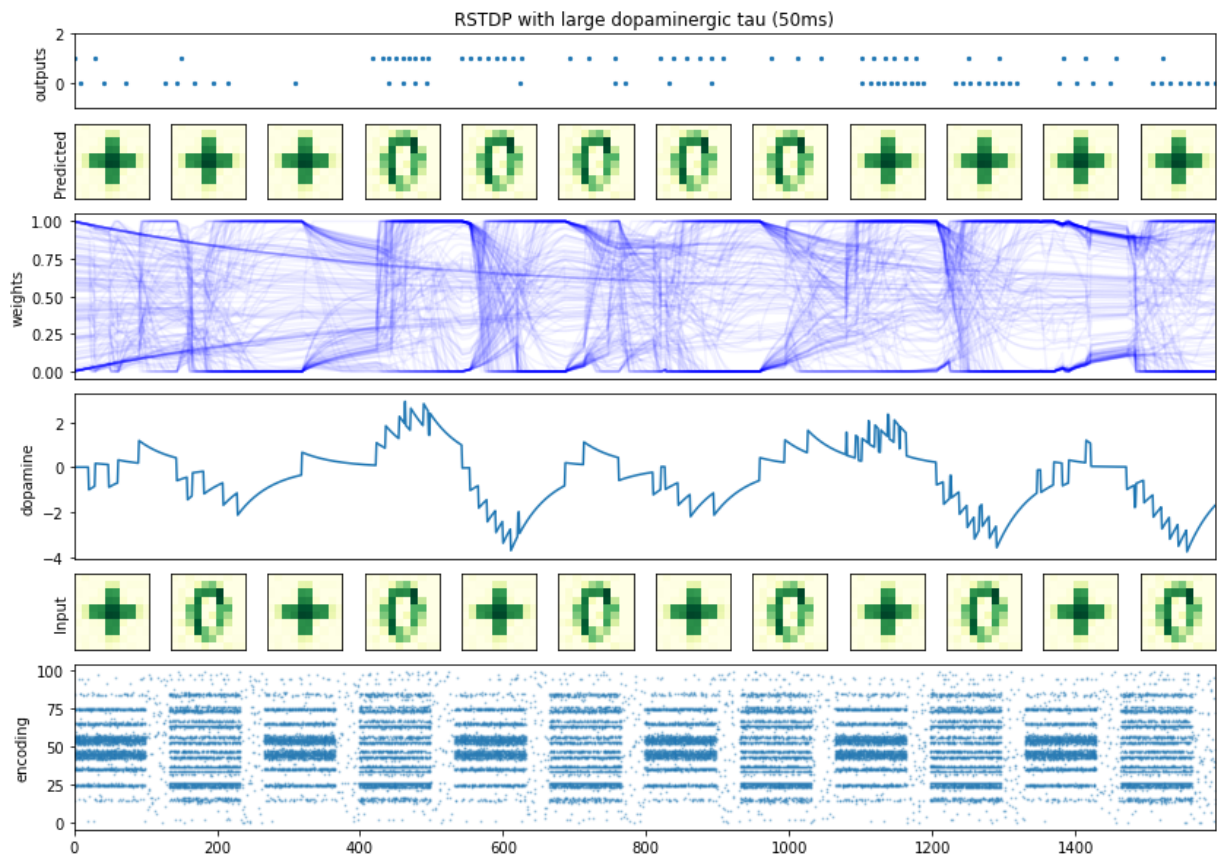 RSTDP with large dopaminergic tau (50ms)
2
0
outputs
Predicted
1.00
0.75
0.50
0.25
0.00
weights
2
0
−2
−4
dopamine
Input
100
75
50
25
0
encoding
0 200 400 600 800 1000 1200 1400